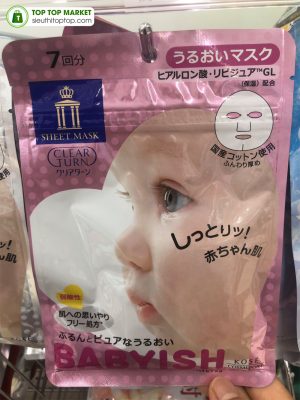 TOP TOP MARKET
sieuthitoptop.com
7回分
うるおいマスク
ヒアルロン酸・リピジュア™GL
(保湿)配合
SHEET MASK
CLEAR
TURN
クリアターン
国産コットン使用
ふんわり厚め
しっとりッ!
赤ちゃん肌
弱酸性
肌への思いやり
フリー処方*
ぷるんとピュアなうるおい
BABYISH
KOSÉ